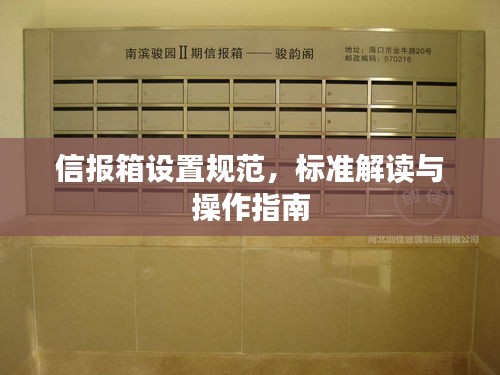 南滨骏园Ⅱ期信报箱——骏韵阁
地址：海口市金牛路20号
邮政编码：570216
信报箱设置规范，标准解读与
操作指南
创佳
河北创佳金属制品有限公司